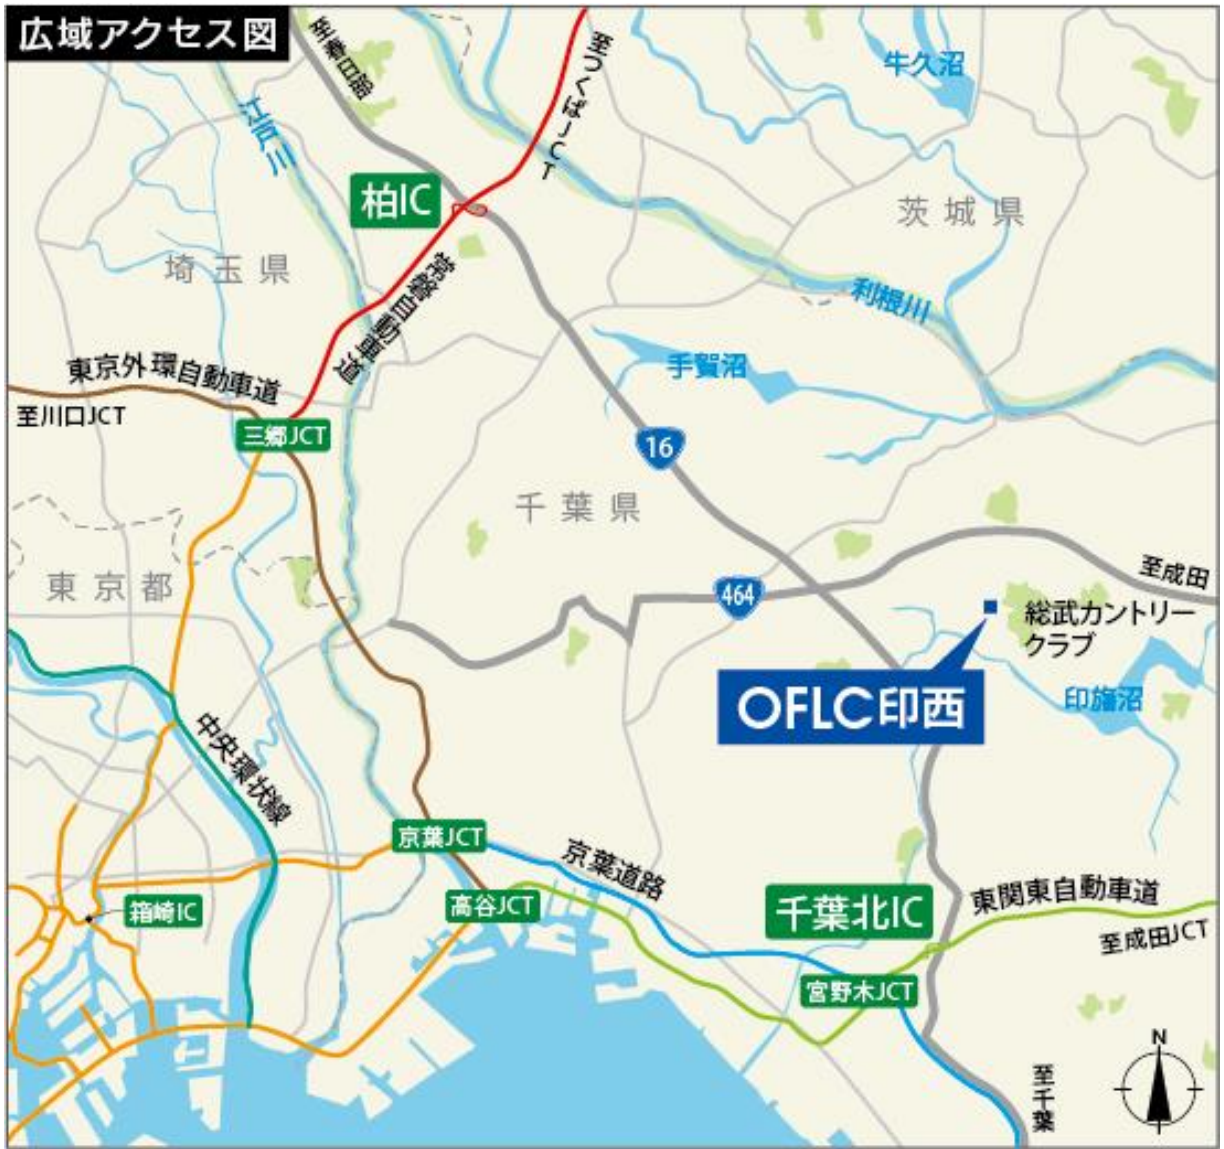 広域アクセス図
至春日部
至つくばJCT
牛久沼
江戸川
柏IC
茨城県
埼玉県
常磐自動車道
利根川
東京外環自動車道
手賀沼
至川口JCT
三郷JCT
16
千葉県
東京都
464
至成田
総武カントリー
クラブ
OFLC印西
印旛沼
中央環状線
京葉JCT
京葉道路
箱崎IC
高谷JCT
千葉北IC
東関東自動車道
至成田JCT
宮野木JCT
N
至千葉